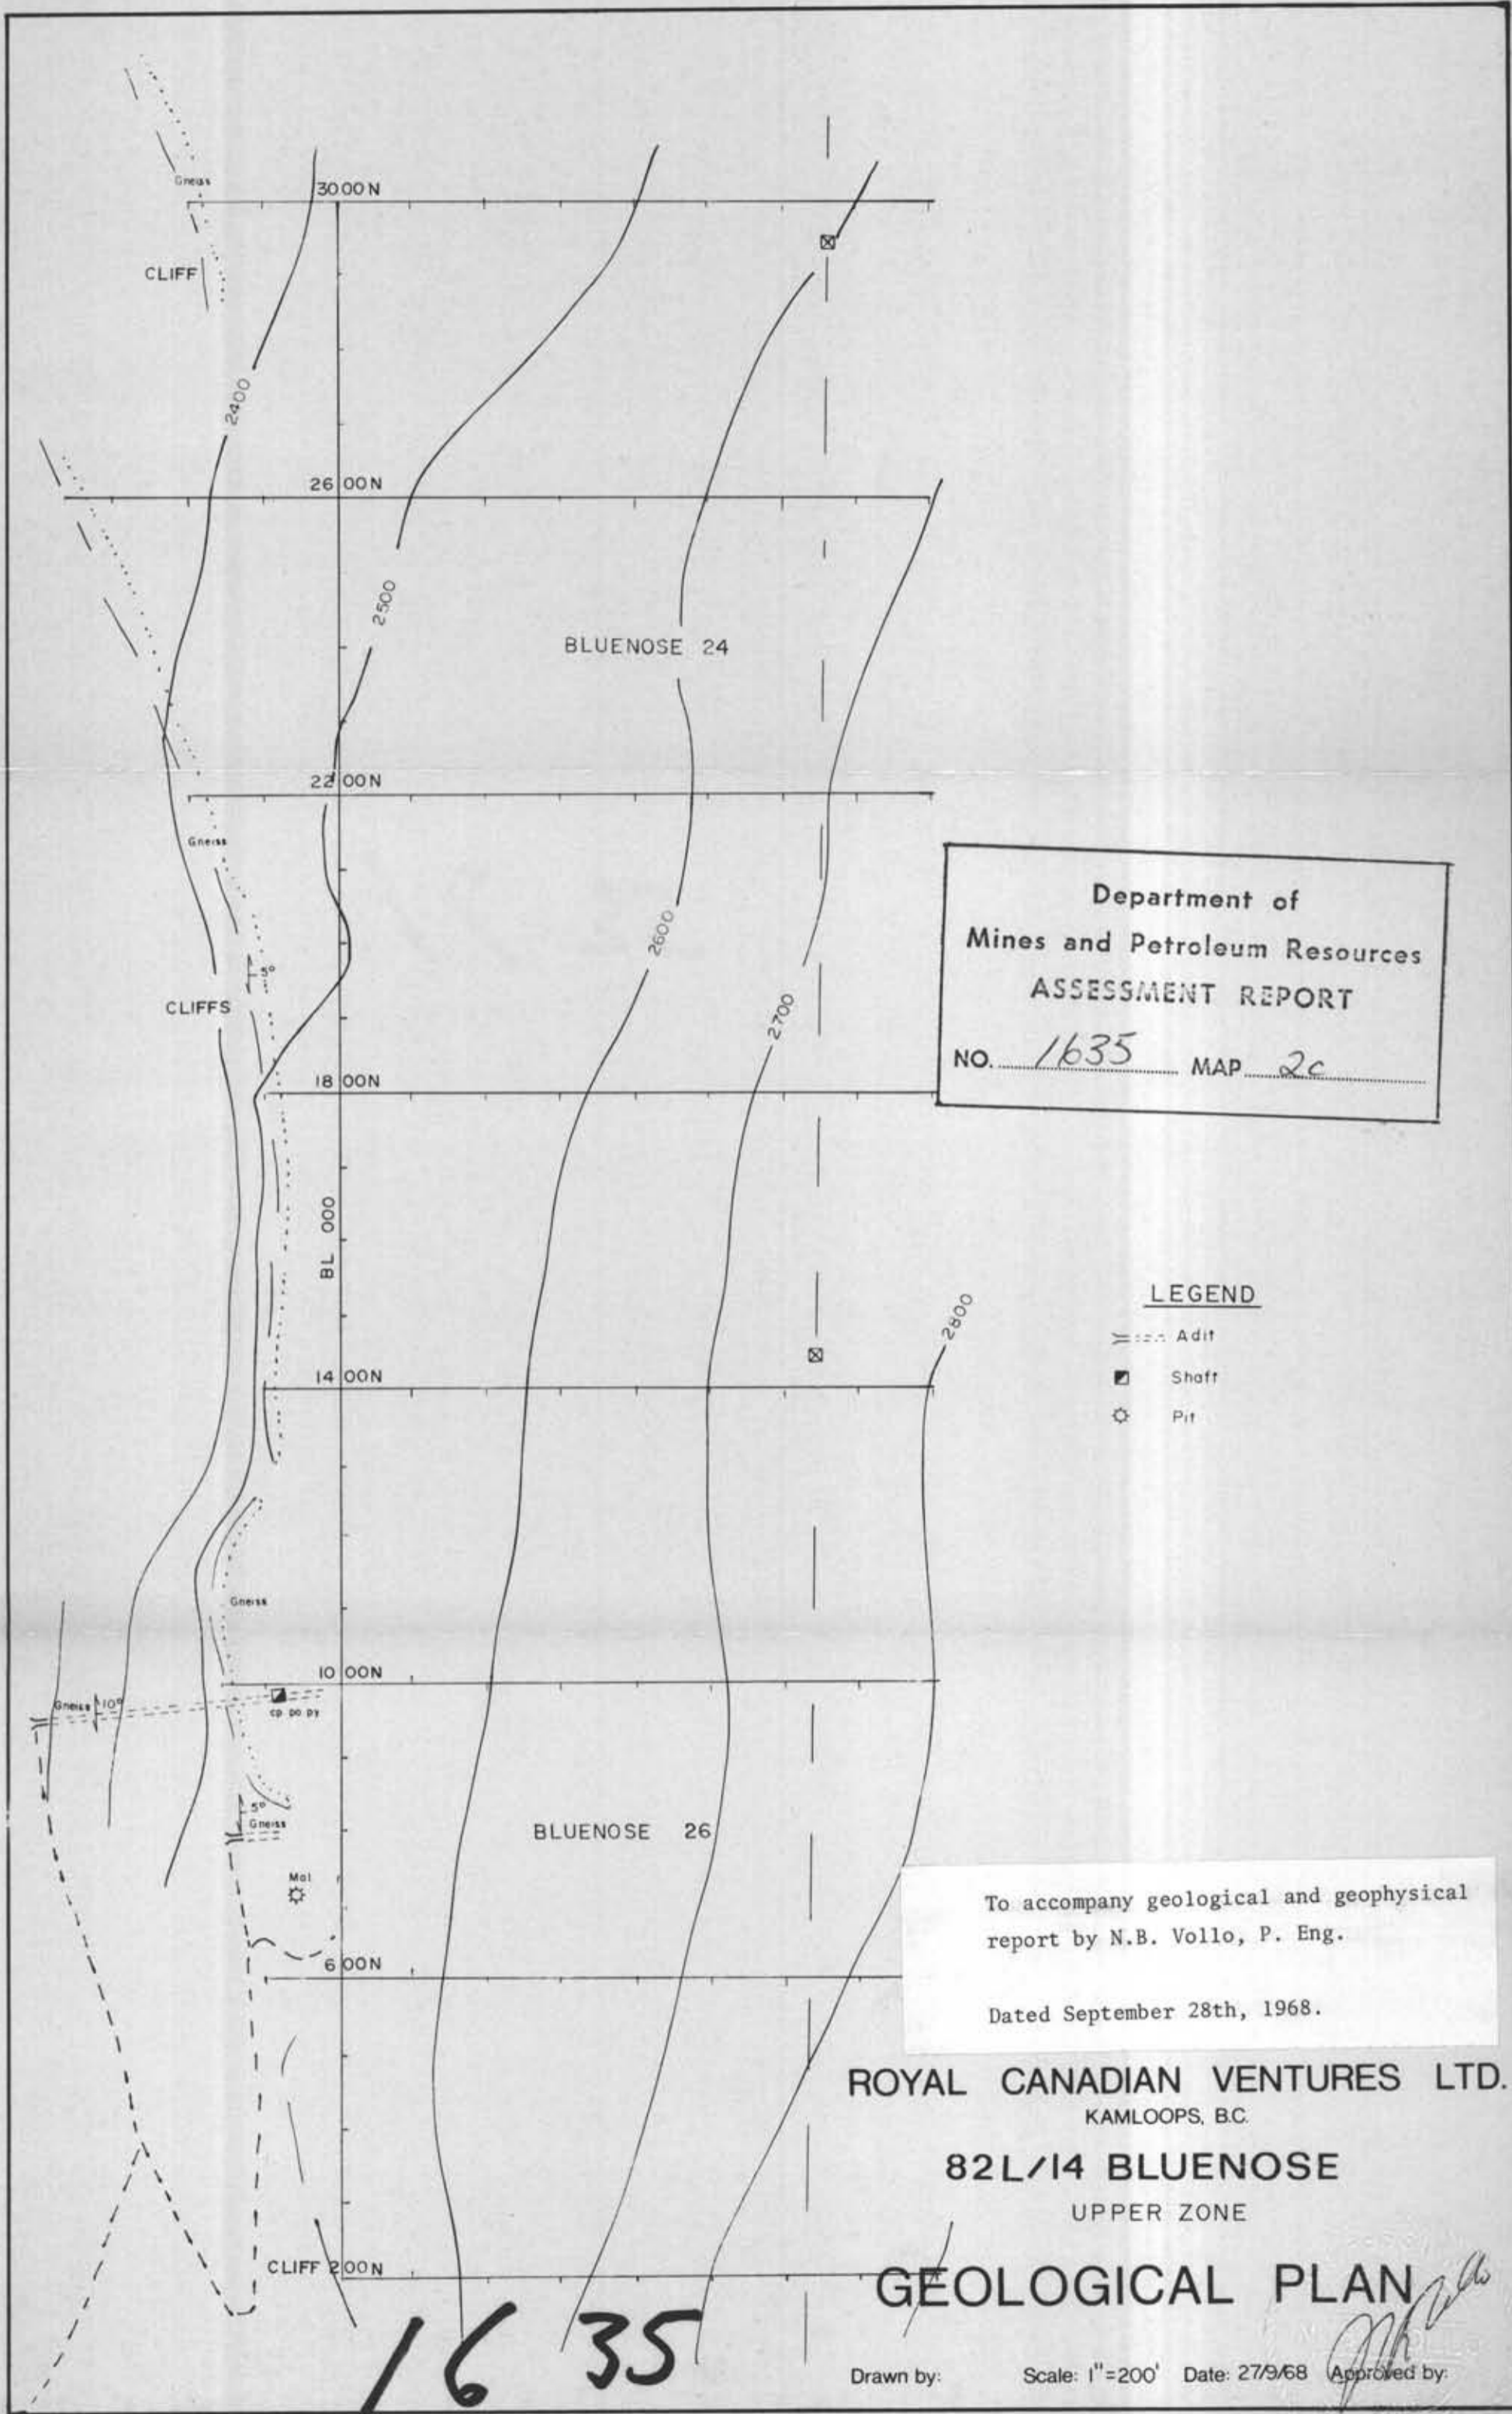 Gneiss
3000N
CLIFF
2400
2600N
2500
BLUENOSE 24
2200N
Gneiss
2600
5°
CLIFFS
2700
1800N
Department of
Mines and Petroleum Resources
ASSESSMENT REPORT
NO. 1635 MAP 2c
BL 000
LEGEND
Adit
Shaft
Pit
2800
1400N
Gneiss
1000N
Gneiss 10°
cp po py
5°
Gneiss
BLUENOSE 26
Mal
600N
To accompany geological and geophysical
report by N.B. Vollo, P. Eng.
Dated September 28th, 1968.
ROYAL CANADIAN VENTURES LTD.
KAMLOOPS, B.C.
82L/14 BLUENOSE
UPPER ZONE
CLIFF 200N
GEOLOGICAL PLAN
1635
Drawn by: Scale: 1"=200' Date: 27/9/68 Approved by: